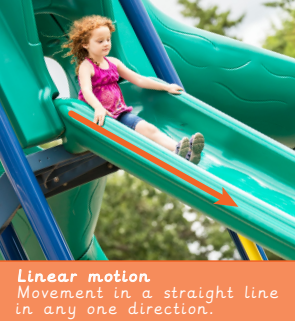 Linear motion
Movement in a straight line
in any one direction.